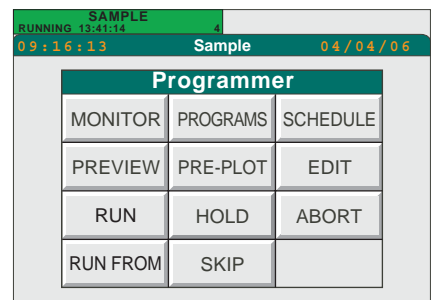 SAMPLE
RUNNING 13:41:14 4
09:16:13 Sample 04/04/06
Programmer
MONITOR PROGRAMS SCHEDULE
PREVIEW PRE-PLOT EDIT
RUN HOLD ABORT
RUN FROM SKIP